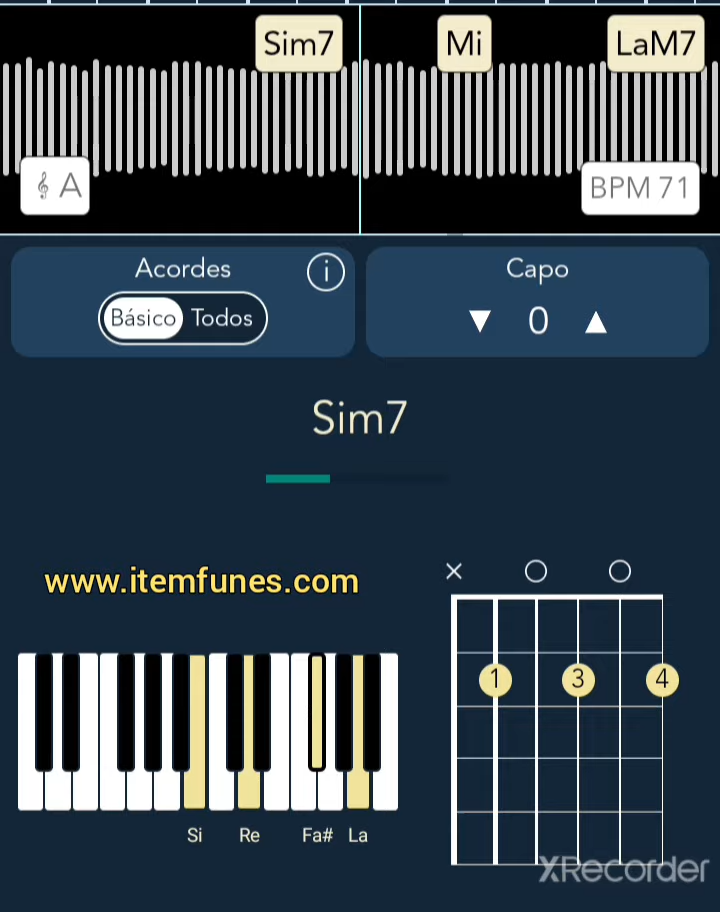 Sim7 Mi LaM7
A BPM 71
Acordes i Capo
Básico Todos 0
Sim7
www.itemfunes.com
x
1 3 4
Si Re Fa# La
XRecorder